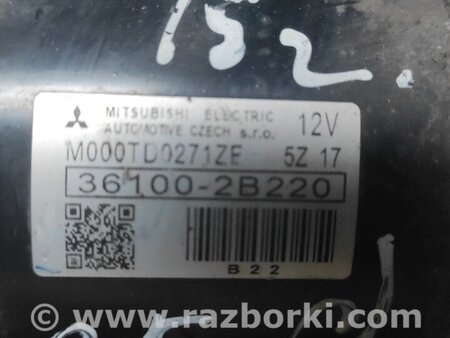 152.
MITSUBISHI ELECTRIC
AUTOMOTIVE CZECH s.r.o. 12V
M000TD0271ZE 5Z 17
36100-2B220
B22
© www.razborki.com